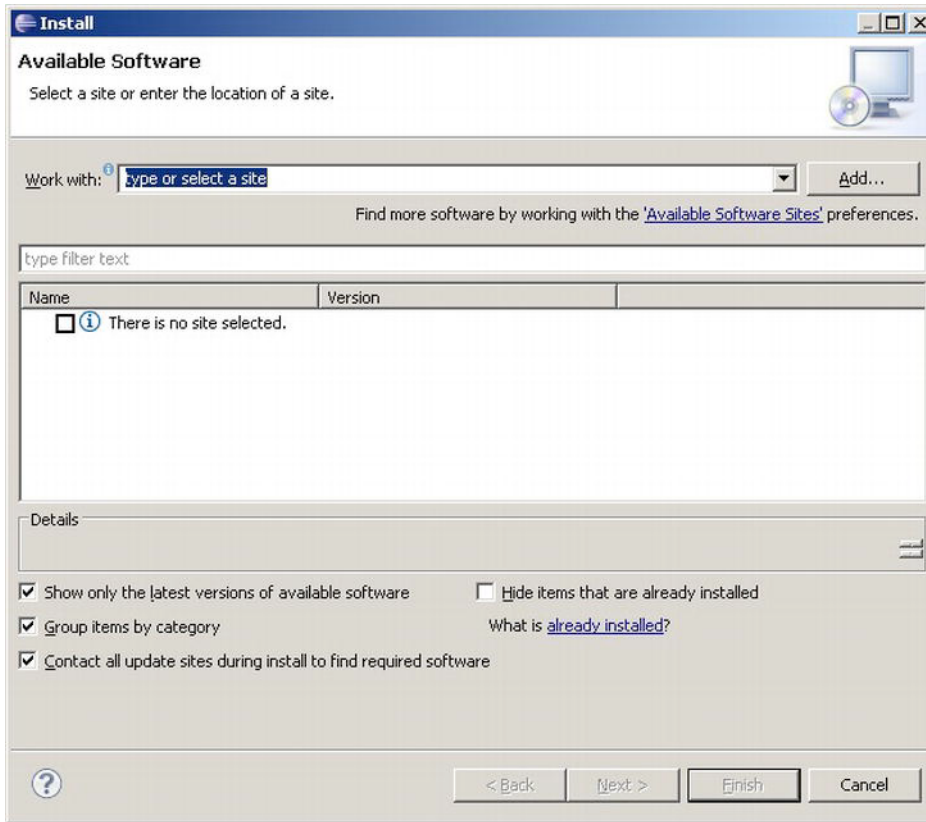 Install
Available Software
Select a site or enter the location of a site.
Work with: type or select a site Add...
Find more software by working with the 'Available Software Sites' preferences.
type filter text
Name Version
There is no site selected.
Details
Show only the latest versions of available software Hide items that are already installed
Group items by category What is already installed?
Contact all update sites during install to find required software
< Back Next > Finish Cancel